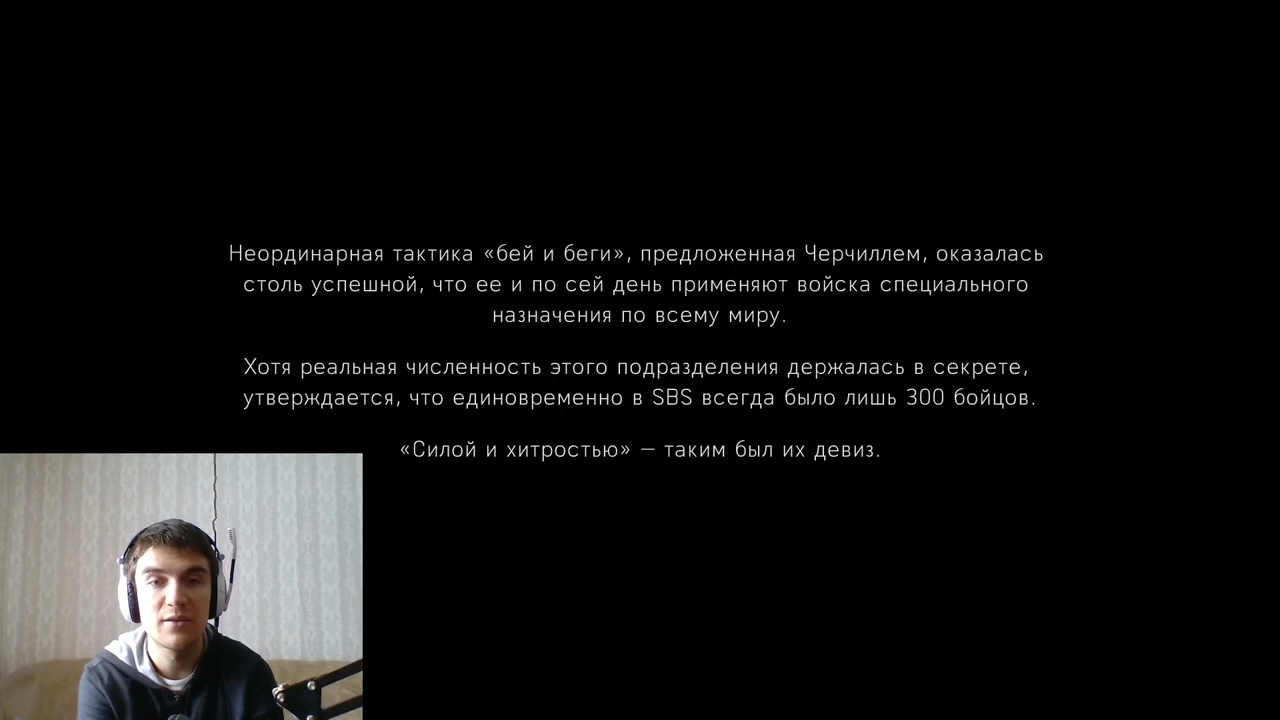 Неординарная тактика «бей и беги», предложенная Черчиллем, оказалась
столь успешной, что ее и по сей день применяют войска специального
назначения по всему миру.
Хотя реальная численность этого подразделения держалась в секрете,
утверждается, что единовременно в SBS всегда было лишь 300 бойцов.
«Силой и хитростью» – таким был их девиз.